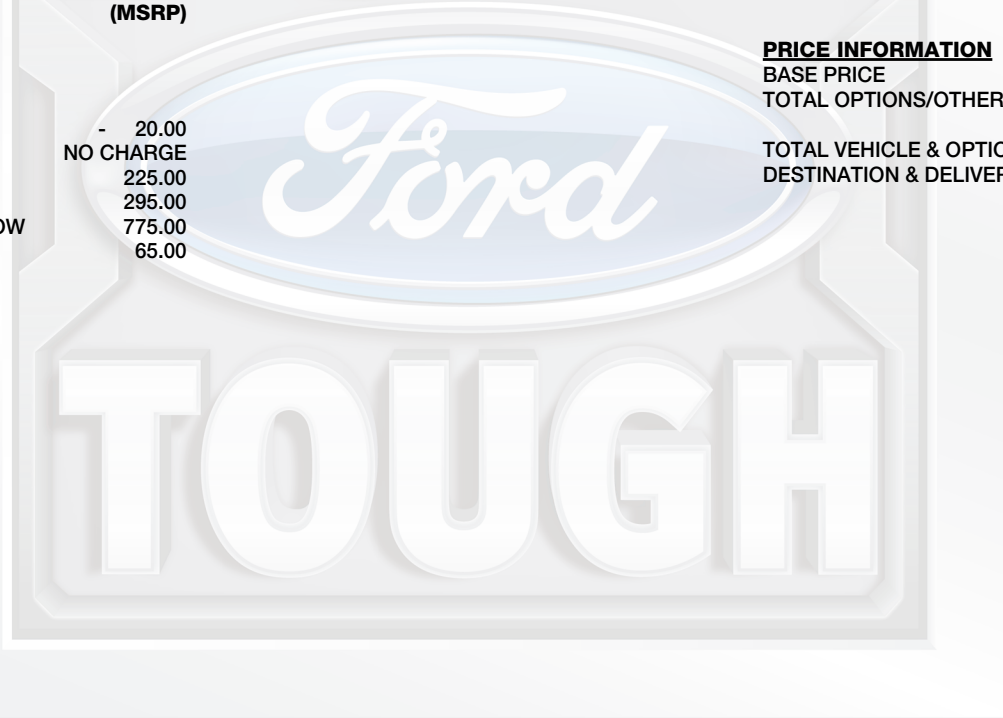 (MSRP)
- 20.00
NO CHARGE
225.00
295.00
OW 775.00
65.00
PRICE INFORMATION
BASE PRICE
TOTAL OPTIONS/OTHER
TOTAL VEHICLE & OPTIO
DESTINATION & DELIVER
Ford
TOUGH